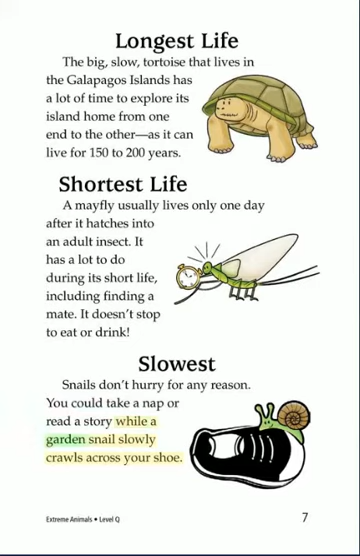 Longest Life
The big, slow, tortoise that lives in
the Galapagos Islands has
a lot of time to explore its
island home from one
end to the other—as it can
live for 150 to 200 years.
Shortest Life
A mayfly usually lives only one day
after it hatches into
an adult insect. It
has a lot to do
during its short life,
including finding a
mate. It doesn't stop
to eat or drink!
Slowest
Snails don't hurry for any reason.
You could take a nap or
read a story while a
garden snail slowly
crawls across your shoe.
Extreme Animals • Level Q
7